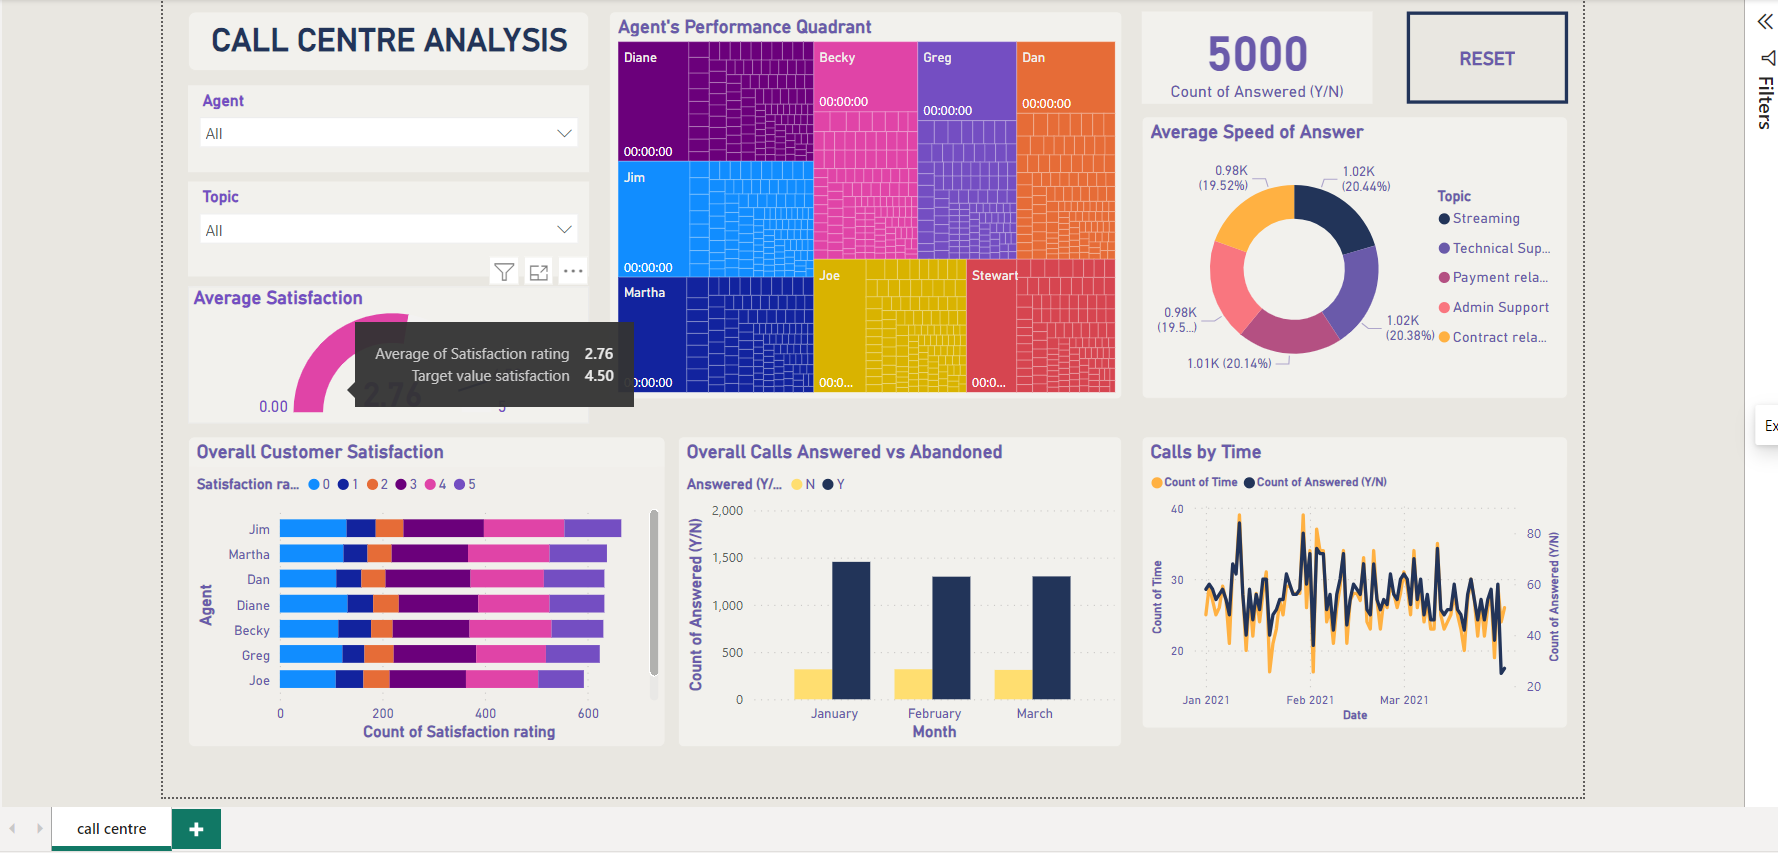 CALL CENTRE ANALYSIS
Agent
All
Topic
All
Average Satisfaction
0.00
2.76
5
Average of Satisfaction rating 2.76
Target value satisfaction 4.50
Agent's Performance Quadrant
Diane
00:00:00
Jim
00:00:00
Martha
00:00:00
Becky
00:00:00
Greg
00:00:00
Dan
00:00:00
Joe
00:0...
Stewart
00:0...
5000
Count of Answered (Y/N)
RESET
Filters
Average Speed of Answer
0.98K
(19.52%)
1.02K
(20.44%)
0.98K
(19.5...)
1.02K
(20.38%)
1.01K (20.14%)
Topic
Streaming
Technical Sup...
Payment rela...
Admin Support
Contract rela...
Ex
Overall Customer Satisfaction
Satisfaction ra... 0 1 2 3 4 5
Agent
Jim
Martha
Dan
Diane
Becky
Greg
Joe
0 200 400 600
Count of Satisfaction rating
Overall Calls Answered vs Abandoned
Answered (Y/... N Y
Count of Answered (Y/N)
2,000
1,500
1,000
500
0
January February March
Month
Calls by Time
Count of Time Count of Answered (Y/N)
Count of Time
40
30
20
80
60
40
20
Count of Answered (Y/N)
Jan 2021 Feb 2021 Mar 2021
Date
call centre